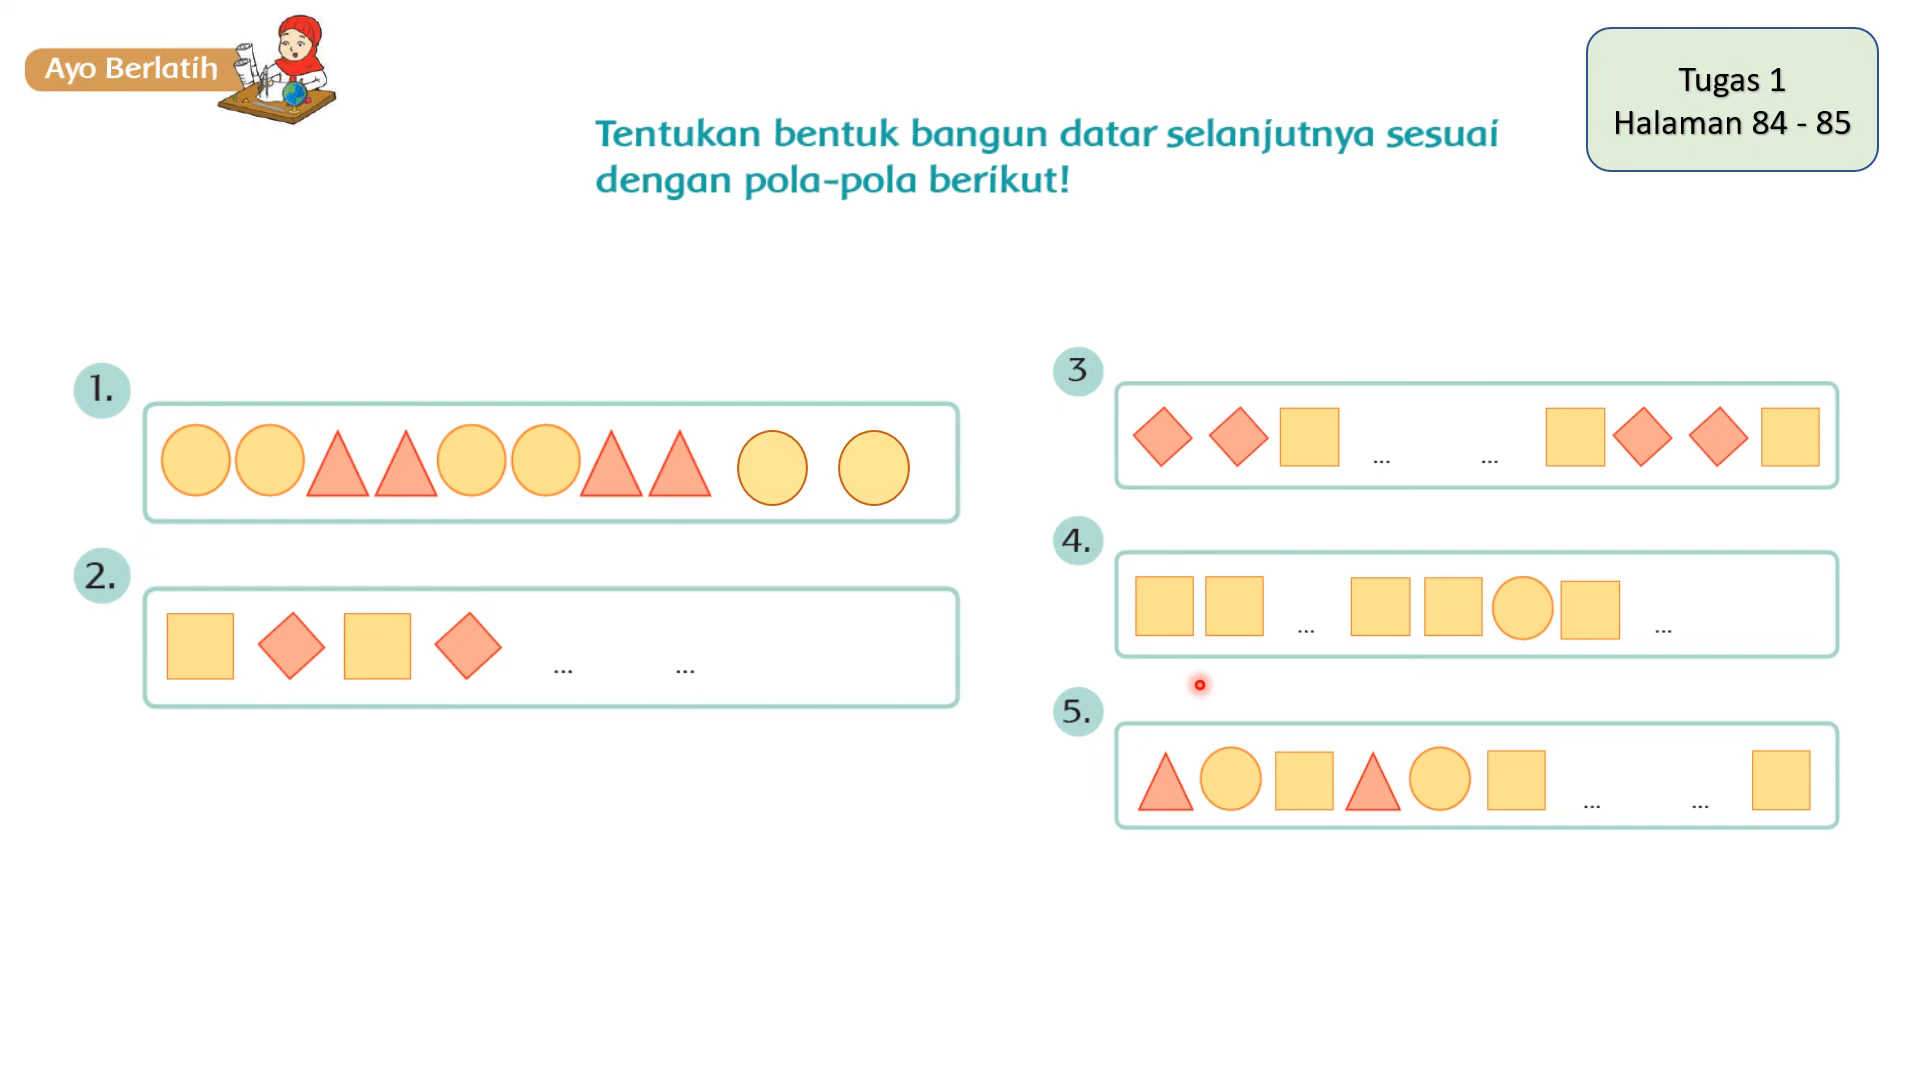 Ayo Berlatih
Tugas 1
Halaman 84 - 85
Tentukan bentuk bangun datar selanjutnya sesuai
dengan pola-pola berikut!
1.
2.
... ...
3
... ...
4.
... ...
5.
... ...